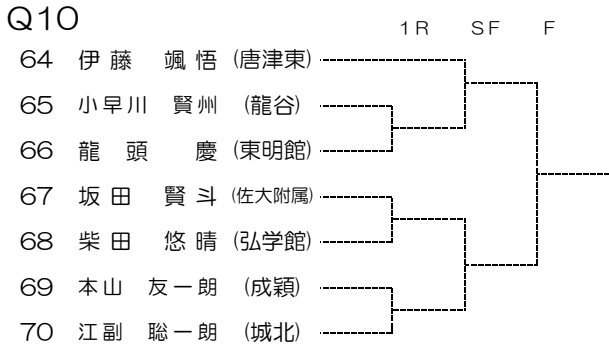 Q10
1R SF F
64 伊藤 颯悟 (唐津東)
65 小早川 賢州 (龍谷)
66 龍頭 慶 (東明館)
67 坂田 賢斗 (佐大附属)
68 柴田 悠晴 (弘学館)
69 本山 友一朗 (成穎)
70 江副 聡一朗 (城北)